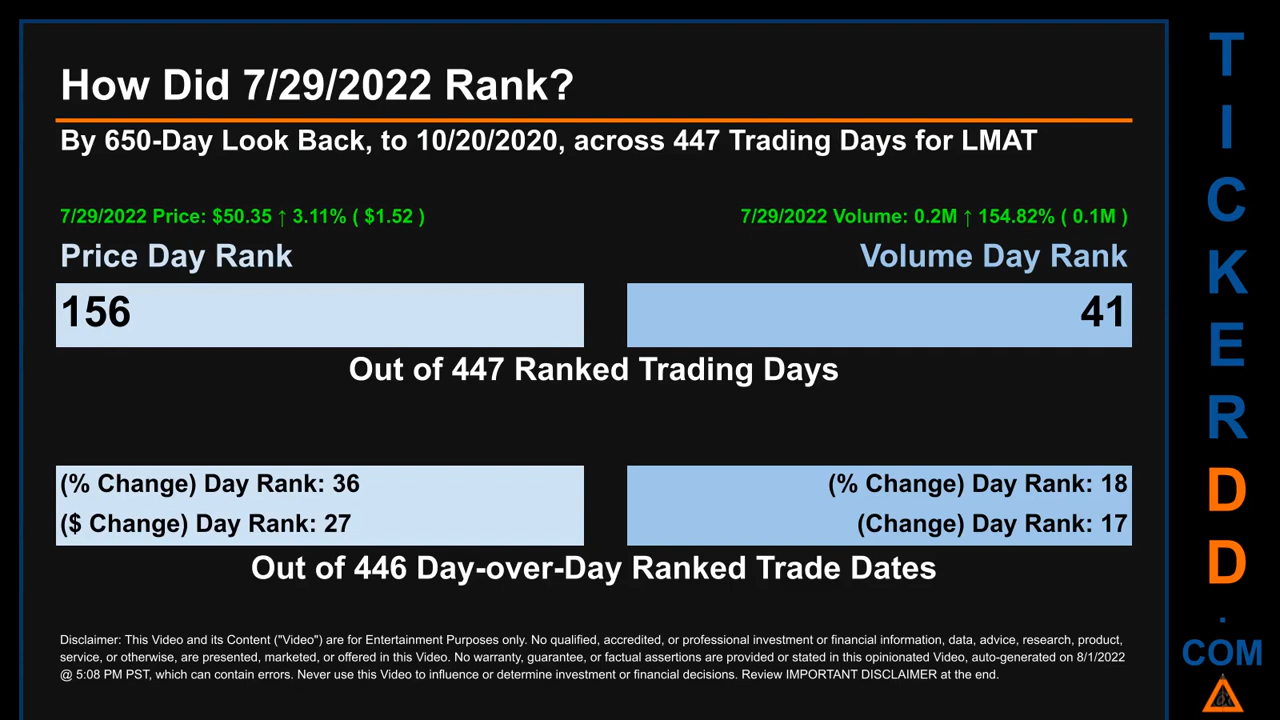 How Did 7/29/2022 Rank?
By 650-Day Look Back, to 10/20/2020, across 447 Trading Days for LMAT
7/29/2022 Price: $50.35 ↑ 3.11% ( $1.52 )
7/29/2022 Volume: 0.2M ↑ 154.82% ( 0.1M )
Price Day Rank
Volume Day Rank
156
41
Out of 447 Ranked Trading Days
(% Change) Day Rank: 36
($ Change) Day Rank: 27
(% Change) Day Rank: 18
(Change) Day Rank: 17
Out of 446 Day-over-Day Ranked Trade Dates
Disclaimer: This Video and its Content ("Video") are for Entertainment Purposes only. No qualified, accredited, or professional investment or financial information, data, advice, research, product,
service, or otherwise, are presented, marketed, or offered in this Video. No warranty, guarantee, or factual assertions are provided or stated in this opinionated Video, auto-generated on 8/1/2022
@ 5:08 PM PST, which can contain errors. Never use this Video to influence or determine investment or financial decisions. Review IMPORTANT DISCLAIMER at the end.
T
I
C
K
E
R
D
D
.
COM